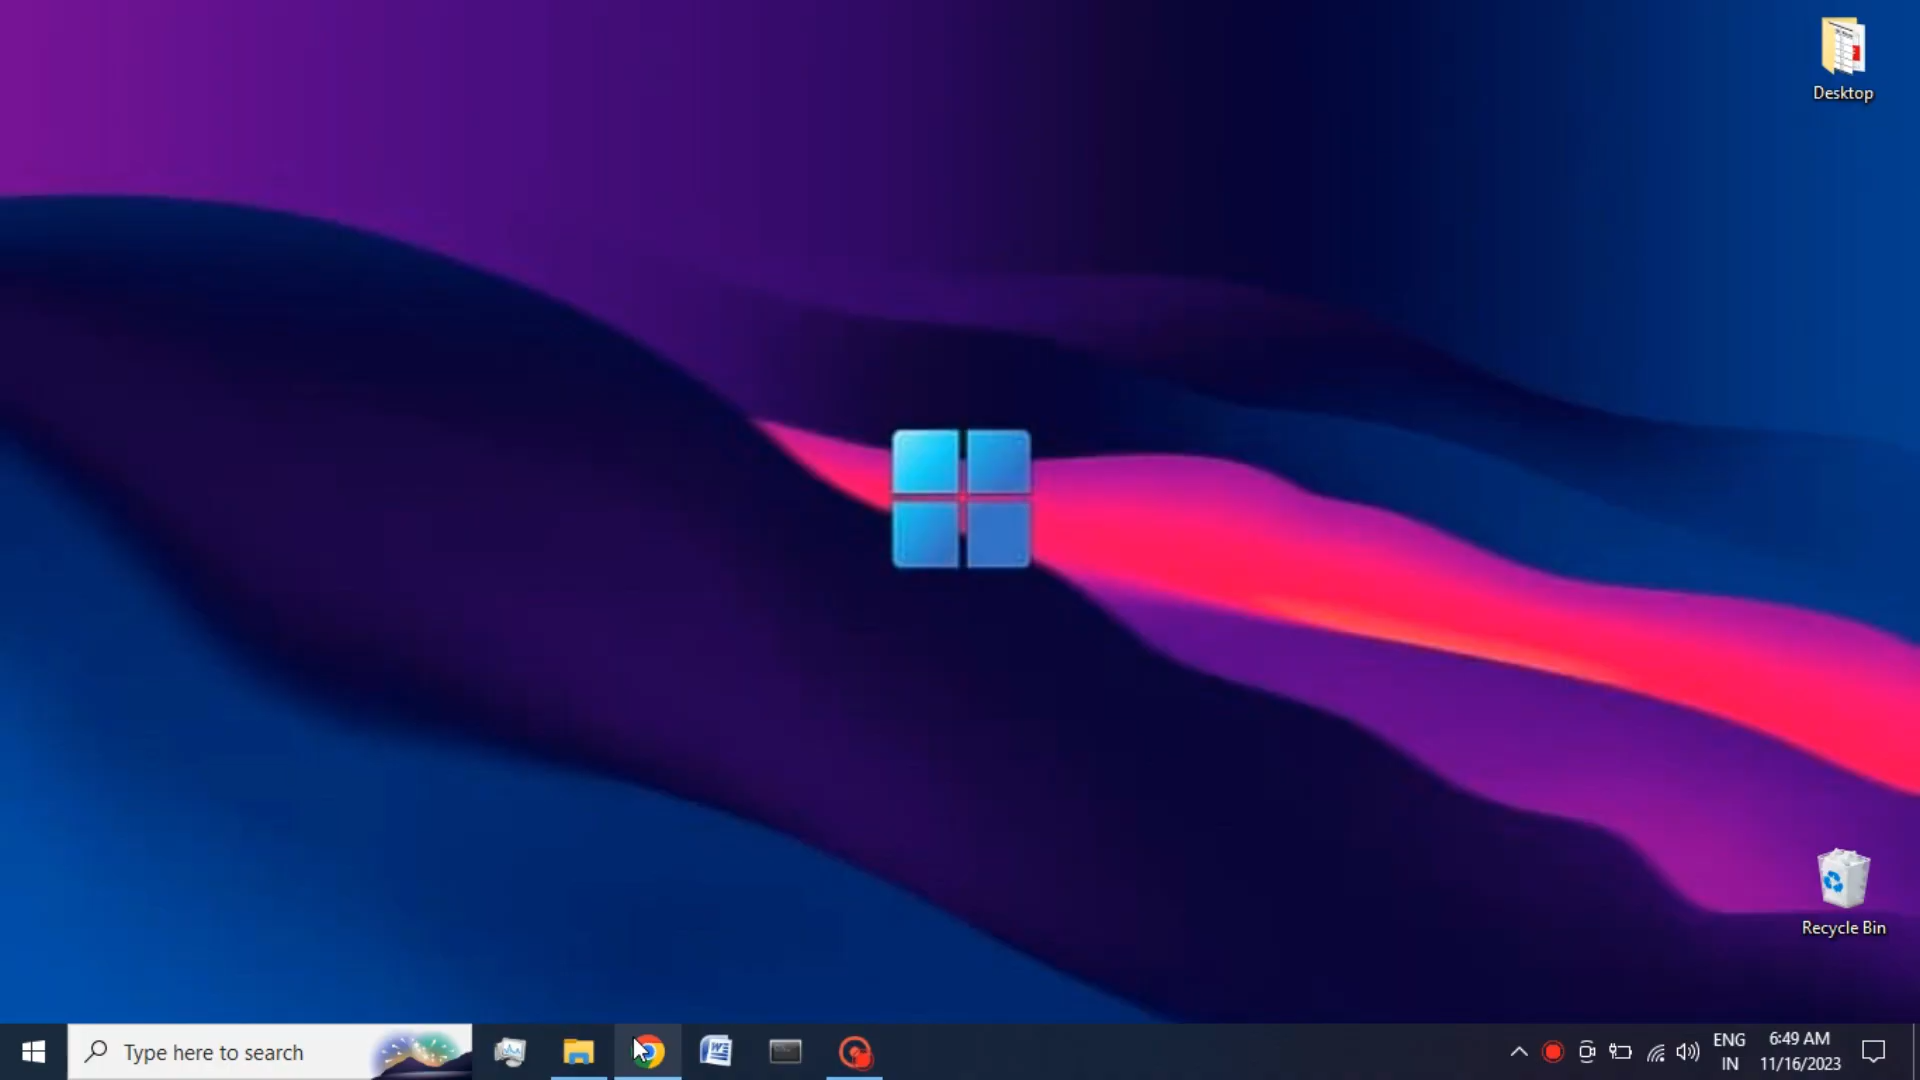 Desktop
Recycle Bin
Type here to search
ENG
IN
6:49 AM
11/16/2023